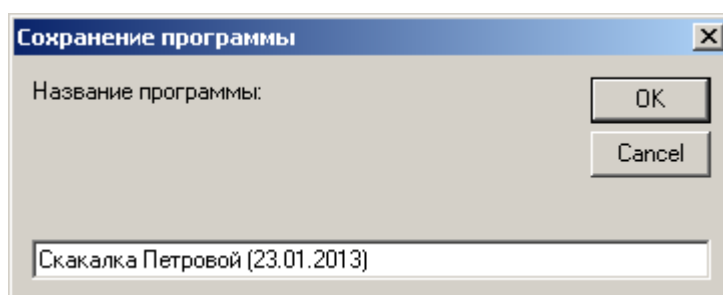 Сохранение программы
Название программы:
OK
Cancel
Скакалка Петровой (23.01.2013)